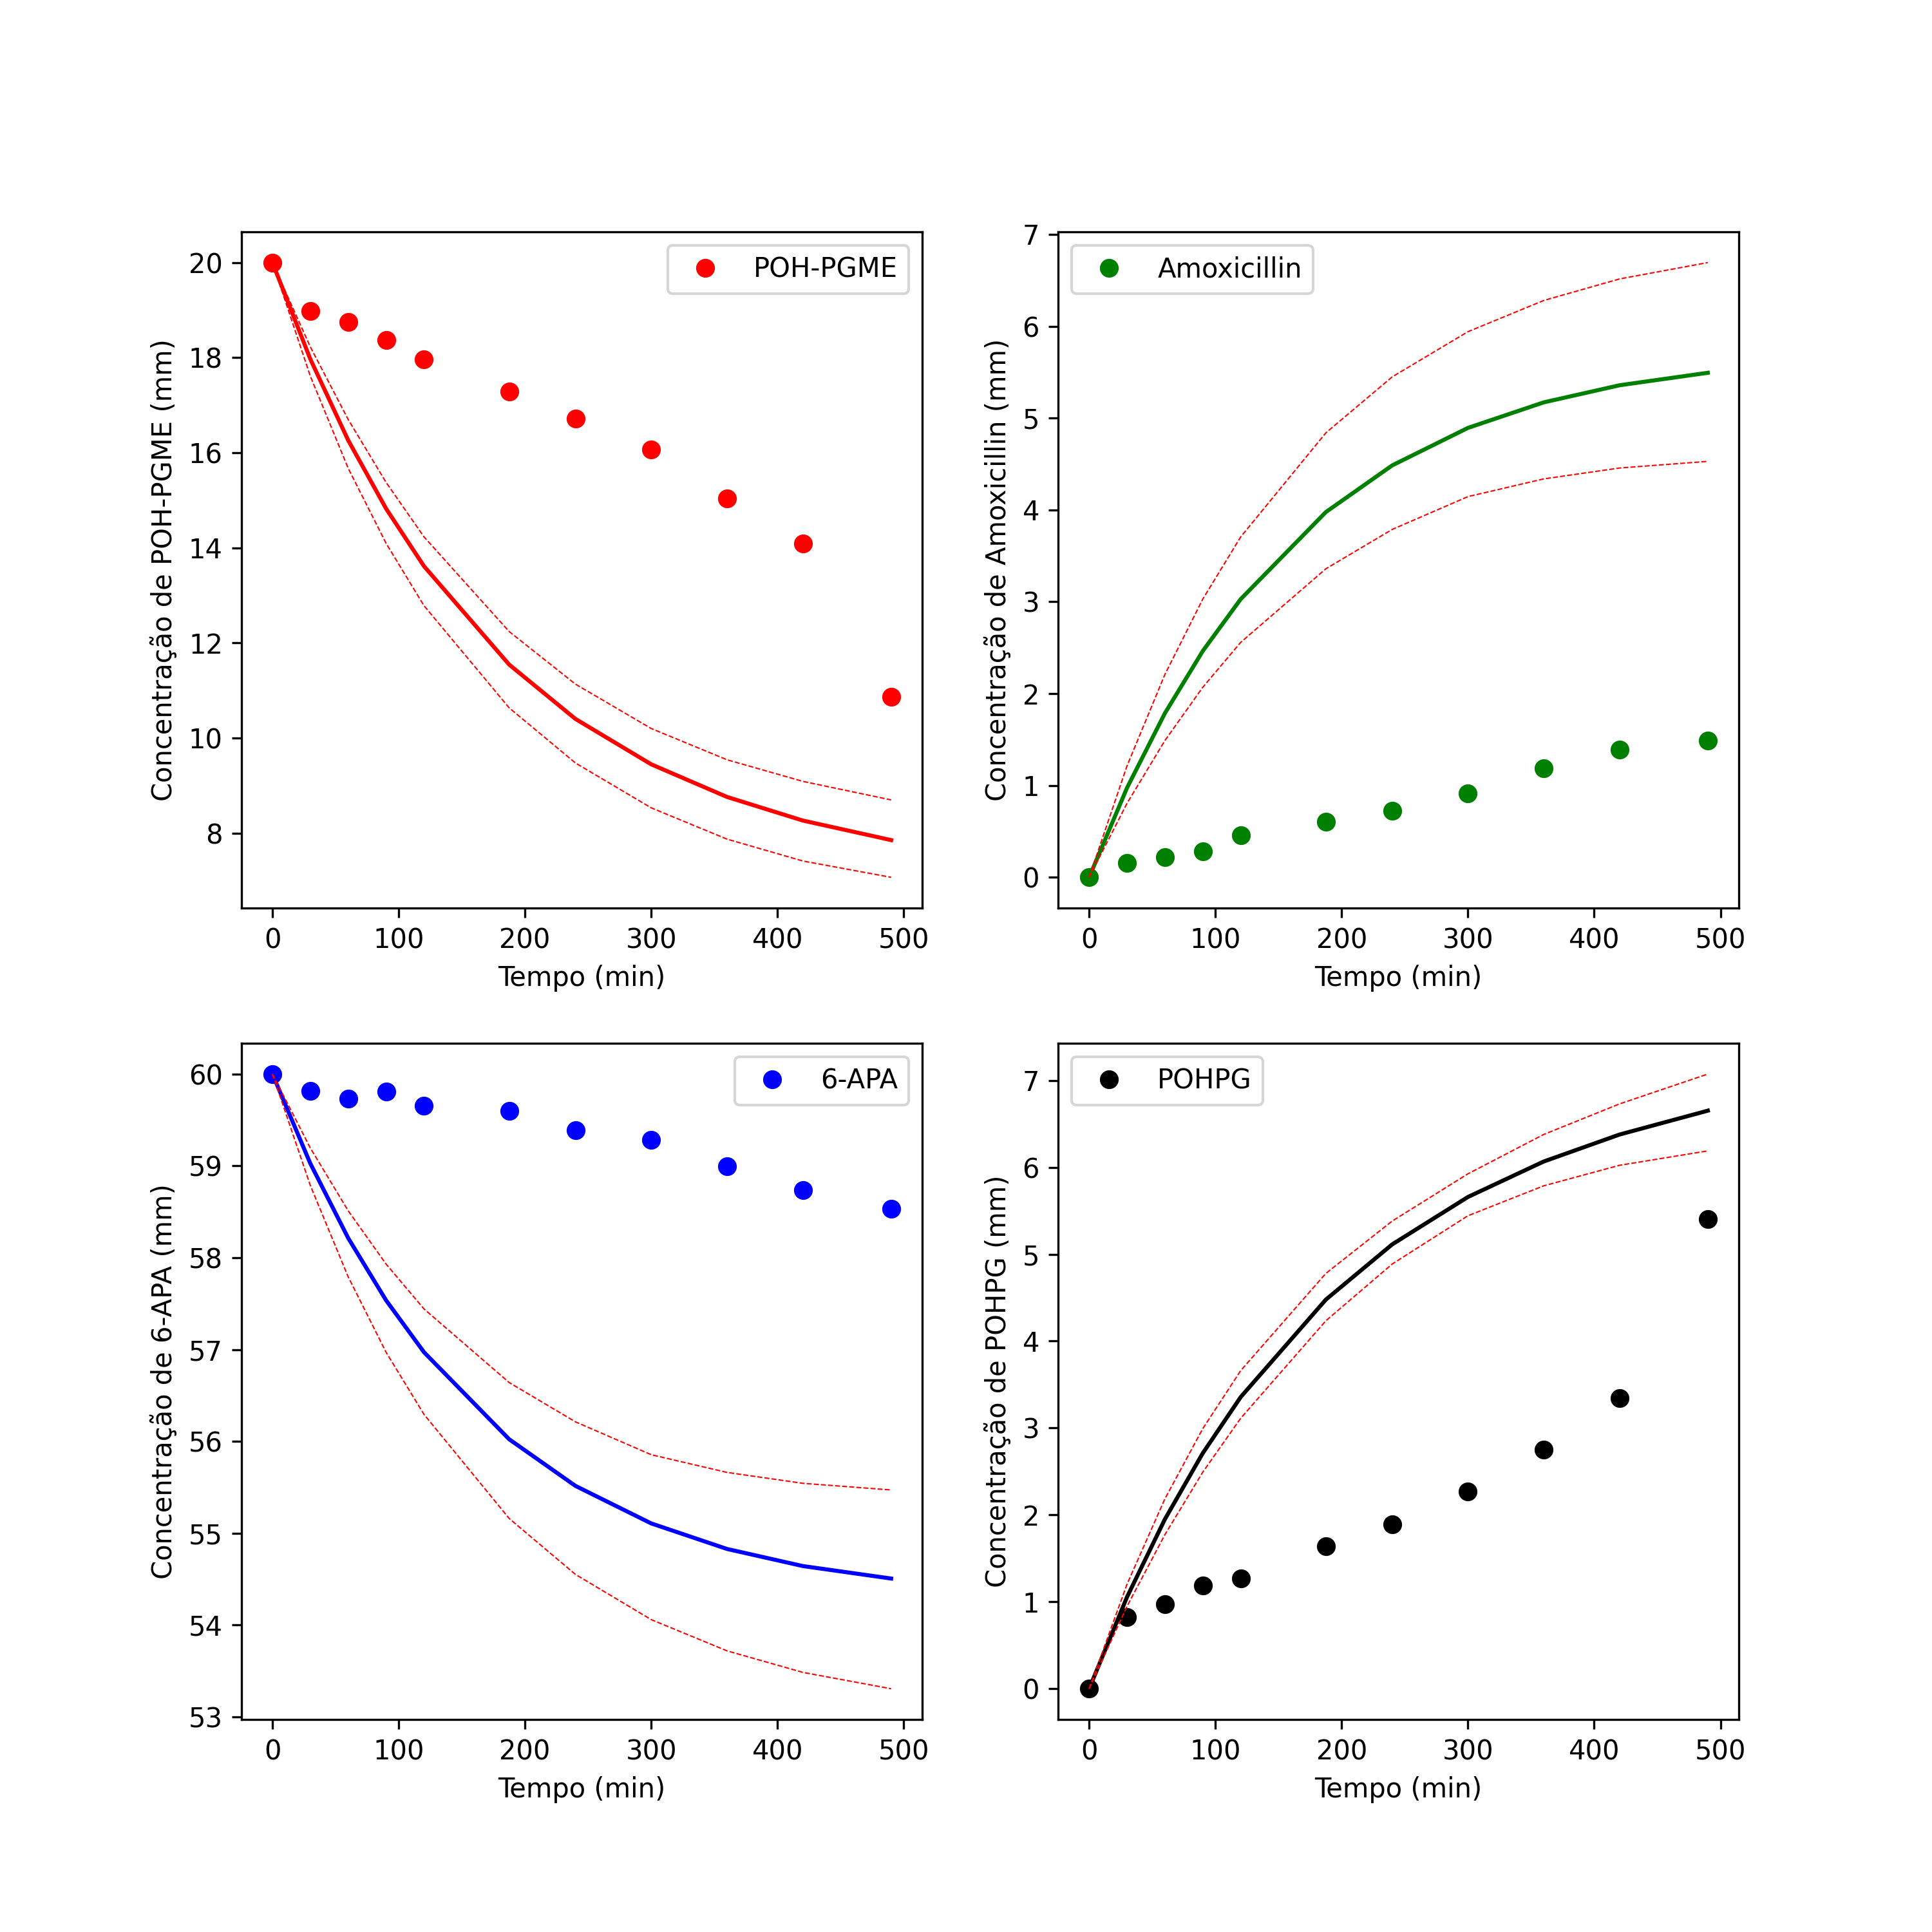 POH-PGME
Concentração de POH-PGME (mm)
20
18
16
14
12
10
8
0 100 200 300 400 500
Tempo (min)
Amoxicillin
Concentração de Amoxicillin (mm)
7
6
5
4
3
2
1
0
0 100 200 300 400 500
Tempo (min)
6-APA
Concentração de 6-APA (mm)
60
59
58
57
56
55
54
53
0 100 200 300 400 500
Tempo (min)
POHPG
Concentração de POHPG (mm)
7
6
5
4
3
2
1
0
0 100 200 300 400 500
Tempo (min)